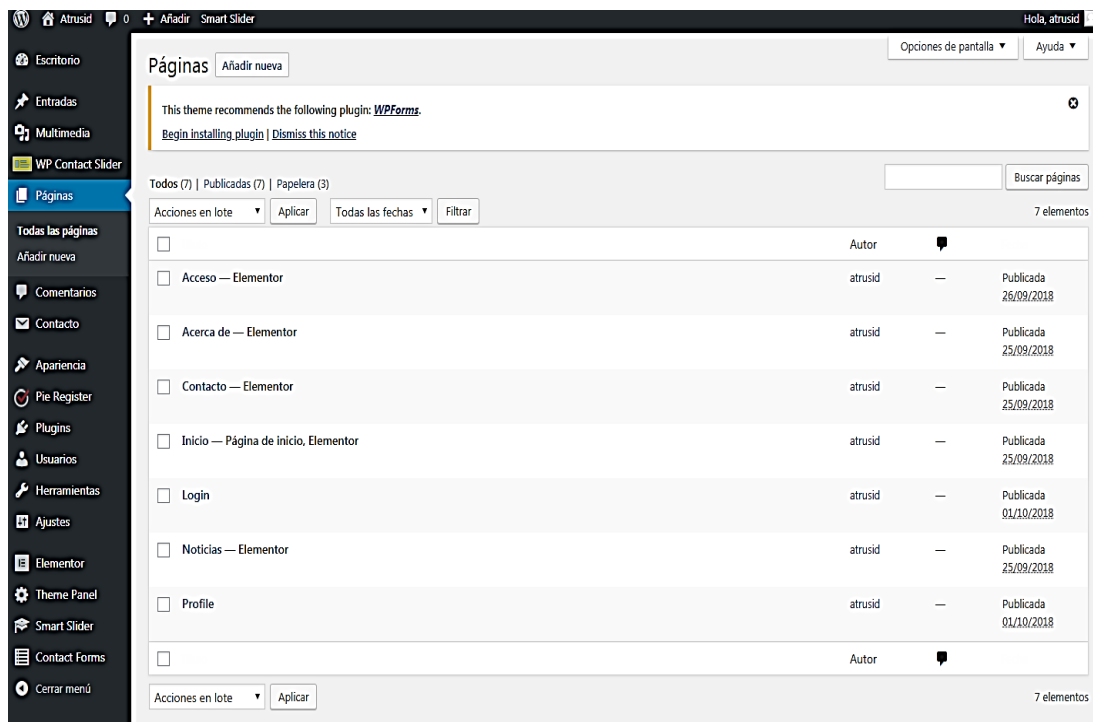 Atrusid 0 + Añadir Smart Slider Hola, atrusid
Escritorio
Entradas
Multimedia
WP Contact Slider
Páginas
Todas las páginas
Añadir nueva
Comentarios
Contacto
Apariencia
Pie Register
Plugins
Usuarios
Herramientas
Ajustes
Elementor
Theme Panel
Smart Slider
Contact Forms
Cerrar menú
Opciones de pantalla ▼ Ayuda ▼
Páginas Añadir nueva
This theme recommends the following plugin: WPForms.
Begin installing plugin | Dismiss this notice
Todos (7) | Publicadas (7) | Papelera (3)
Buscar páginas
Acciones en lote ▼ Aplicar Todas las fechas ▼ Filtrar 7 elementos
Autor
Acceso — Elementor atrusid — Publicada
26/09/2018
Acerca de — Elementor atrusid — Publicada
25/09/2018
Contacto — Elementor atrusid — Publicada
25/09/2018
Inicio — Página de inicio, Elementor atrusid — Publicada
25/09/2018
Login atrusid — Publicada
01/10/2018
Noticias — Elementor atrusid — Publicada
25/09/2018
Profile atrusid — Publicada
01/10/2018
Autor
Acciones en lote ▼ Aplicar 7 elementos